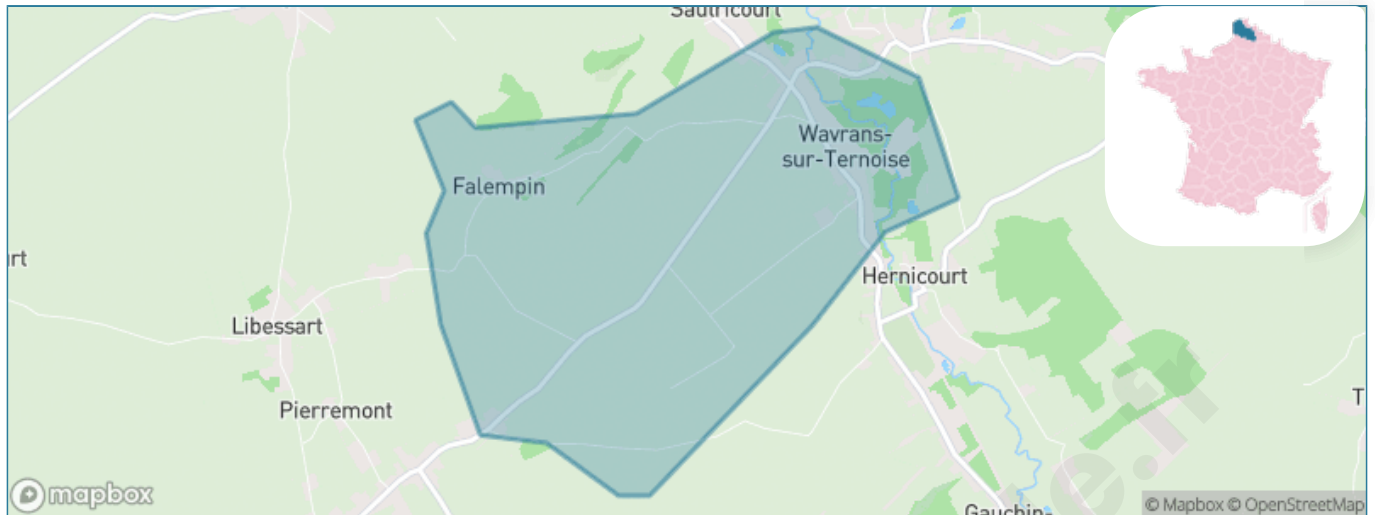 Sautricourt
Wavrans-
sur-Ternoise
Falempin
Hernicourt
Libessart
Pierremont
mapbox
© Mapbox © OpenStreetMap
Gauchin-